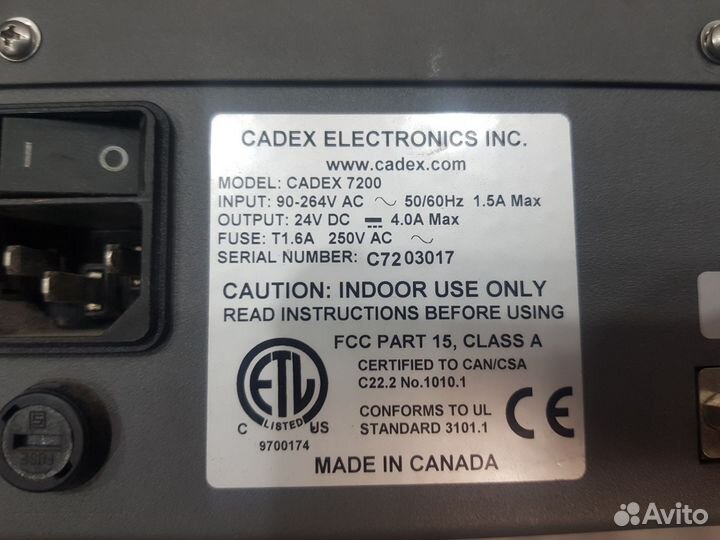 CADEX ELECTRONICS INC.
www.cadex.com
MODEL: CADEX 7200
INPUT: 90-264V AC ~ 50/60Hz 1.5A Max
OUTPUT: 24V DC ⎓ 4.0A Max
FUSE: T1.6A 250V AC ~
SERIAL NUMBER: C7203017
CAUTION: INDOOR USE ONLY
READ INSTRUCTIONS BEFORE USING
FCC PART 15, CLASS A
CERTIFIED TO CAN/CSA
C22.2 No.1010.1
ETL
LISTED
C US
9700174
CONFORMS TO UL
STANDARD 3101.1
CE
MADE IN CANADA
FUSE
Avito